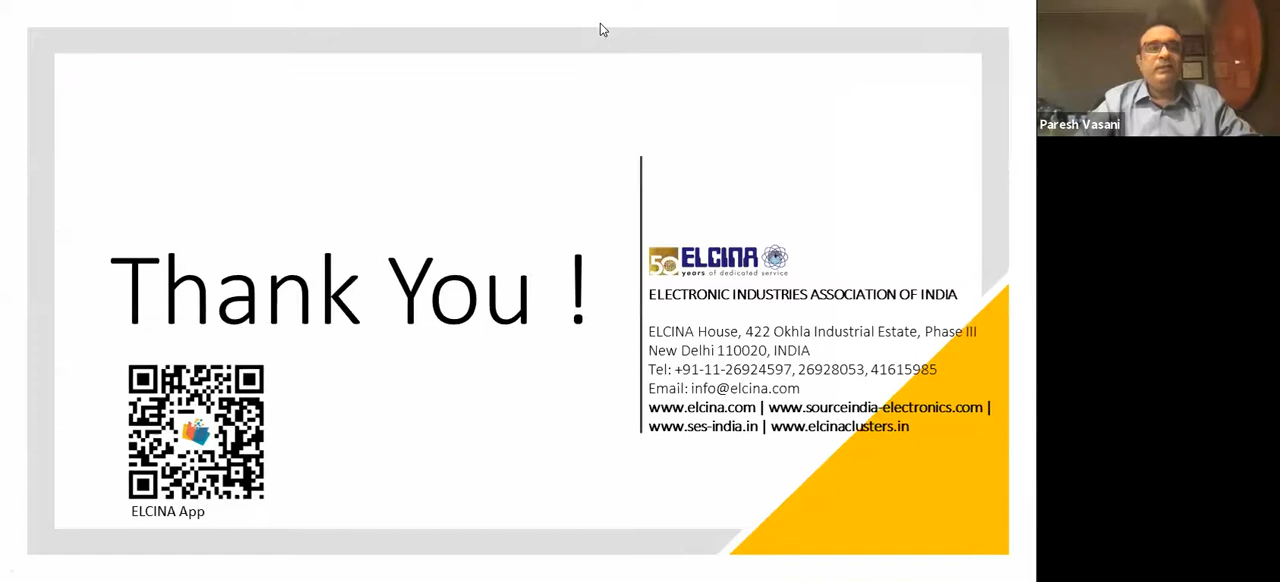 Thank You !
ELCINA App
50 ELCINA
years of dedicated service
ELECTRONIC INDUSTRIES ASSOCIATION OF INDIA
ELCINA House, 422 Okhla Industrial Estate, Phase III
New Delhi 110020, INDIA
Tel: +91-11-26924597, 26928053, 41615985
Email: info@elcina.com
www.elcina.com | www.sourceindia-electronics.com |
www.ses-india.in | www.elcinaclusters.in
Paresh Vasani